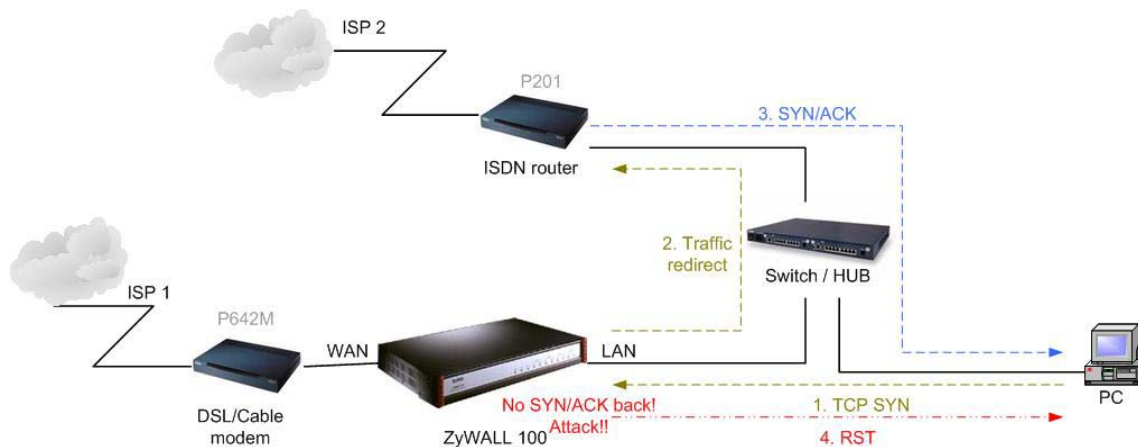 ISP 2
P201
3. SYN/ACK
ISDN router
2. Traffic
redirect
Switch / HUB
ISP 1
P642M
WAN
LAN
DSL/Cable
modem
No SYN/ACK back!
Attack!!
ZyWALL 100
1. TCP SYN
4. RST
PC